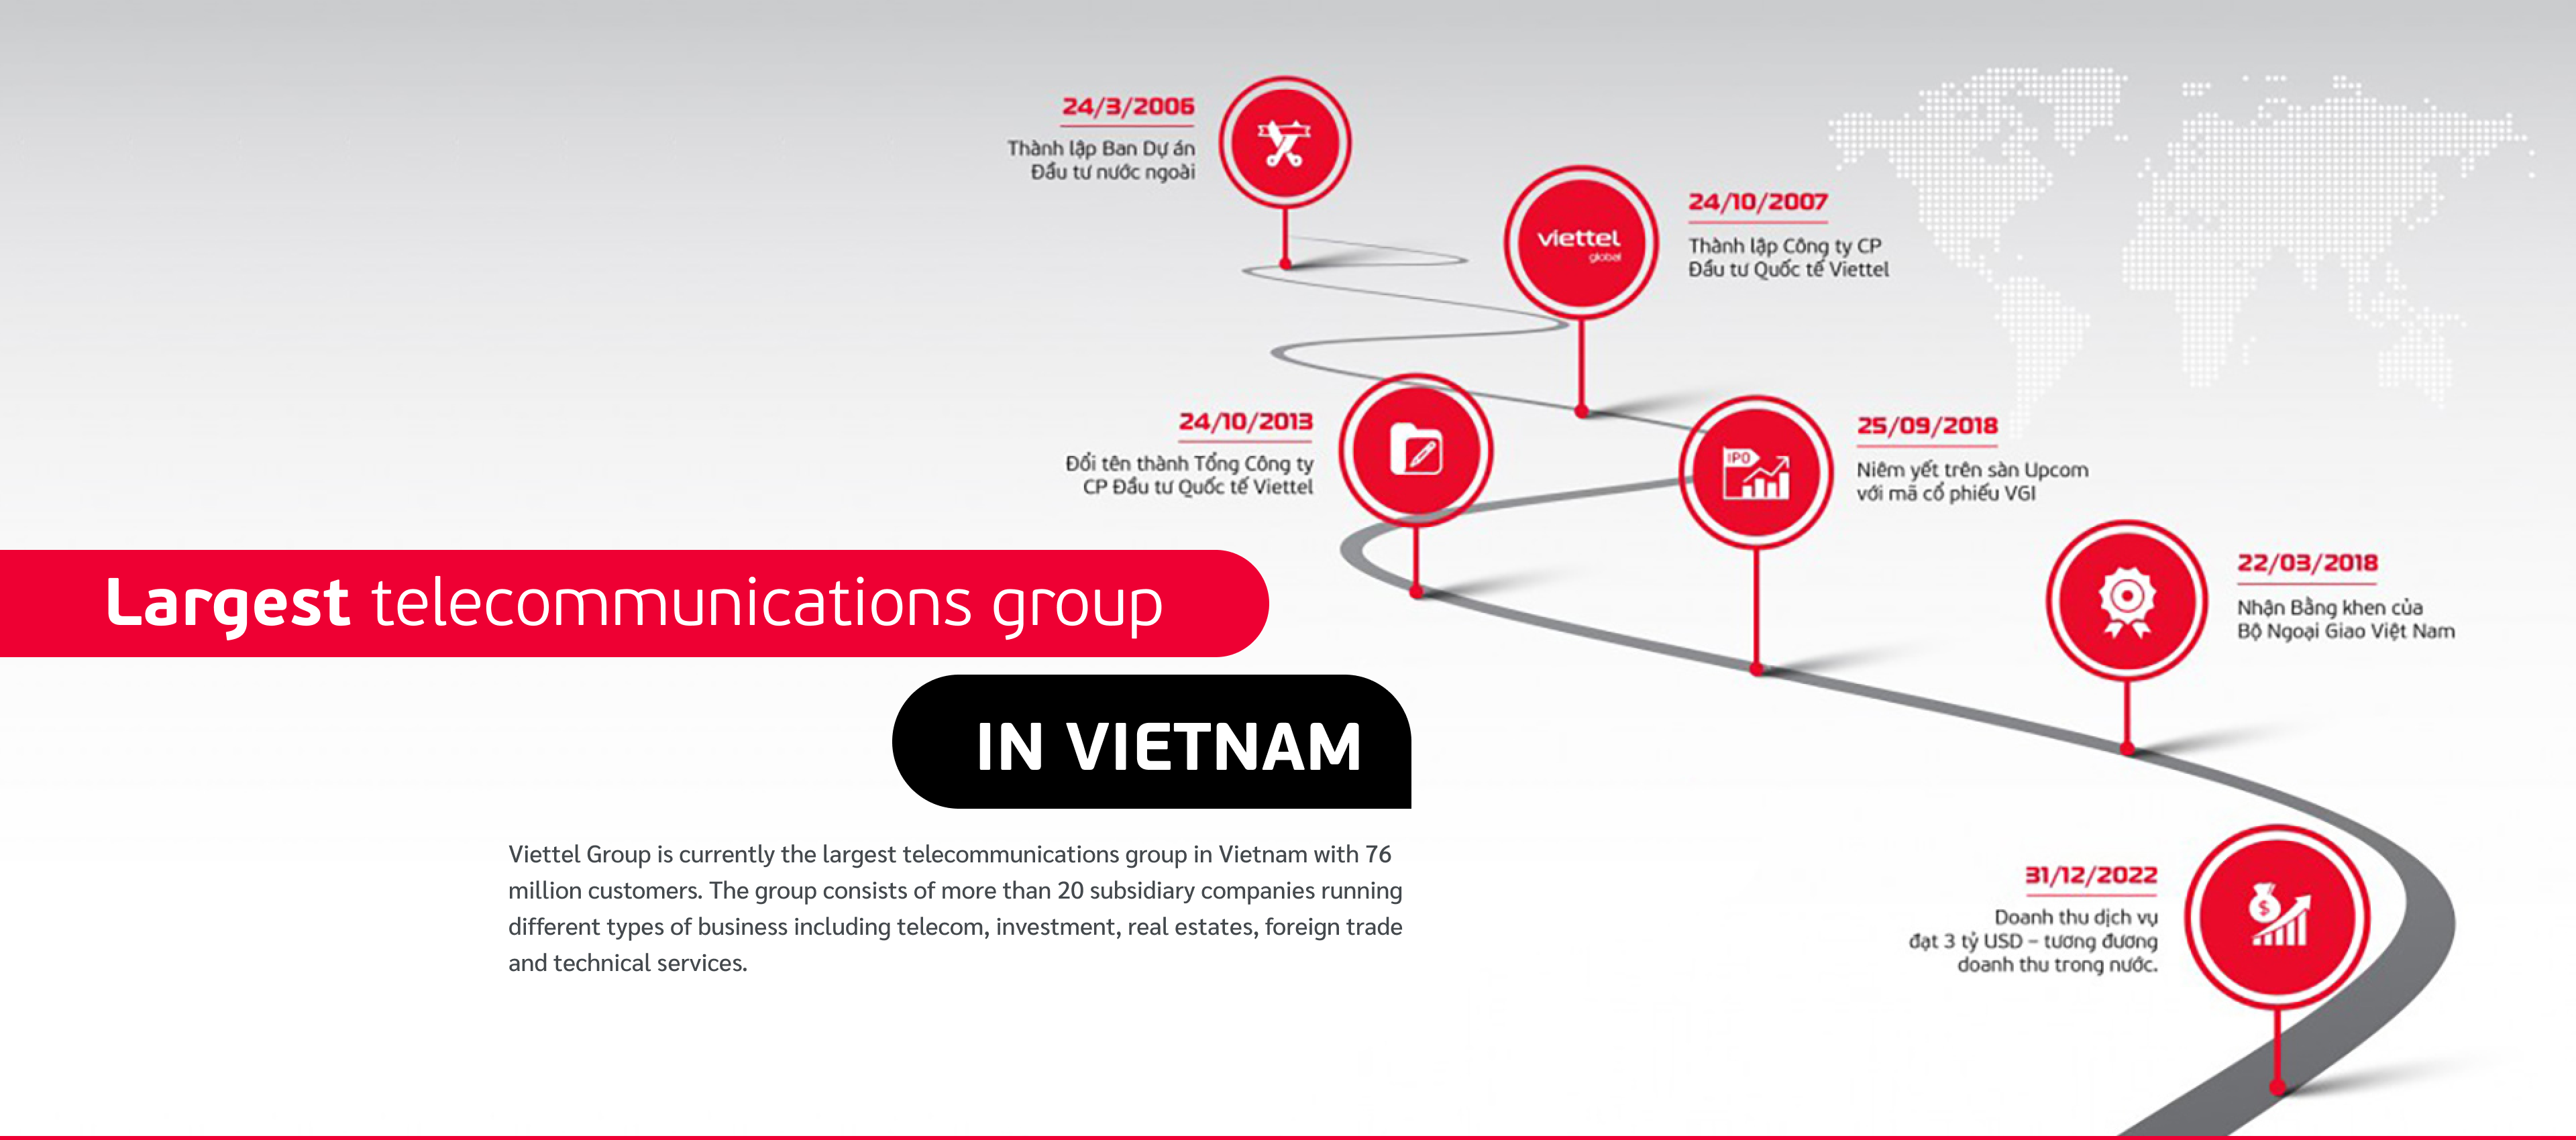 24/3/2006
Thành lập Ban Dự án
Đầu tư nước ngoài
viettel
global
24/10/2007
Thành lập Công ty CP
Đầu tư Quốc tế Viettel
24/10/2013
Đổi tên thành Tổng Công ty
CP Đầu tư Quốc tế Viettel
IPO
25/09/2018
Niêm yết trên sàn Upcom
với mã cổ phiếu VGI
22/03/2018
Nhận Bằng khen của
Bộ Ngoại Giao Việt Nam
Largest telecommunications group
IN VIETNAM
Viettel Group is currently the largest telecommunications group in Vietnam with 76
million customers. The group consists of more than 20 subsidiary companies running
different types of business including telecom, investment, real estates, foreign trade
and technical services.
31/12/2022
Doanh thu dịch vụ
đạt 3 tỷ USD – tương đương
doanh thu trong nước.
$